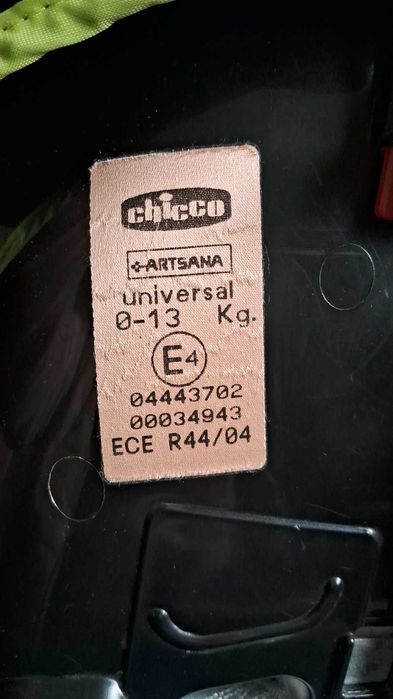 chicco
ARTSANA
universal
0-13 Kg.
E4
04443702
00034943
ECE R44/04